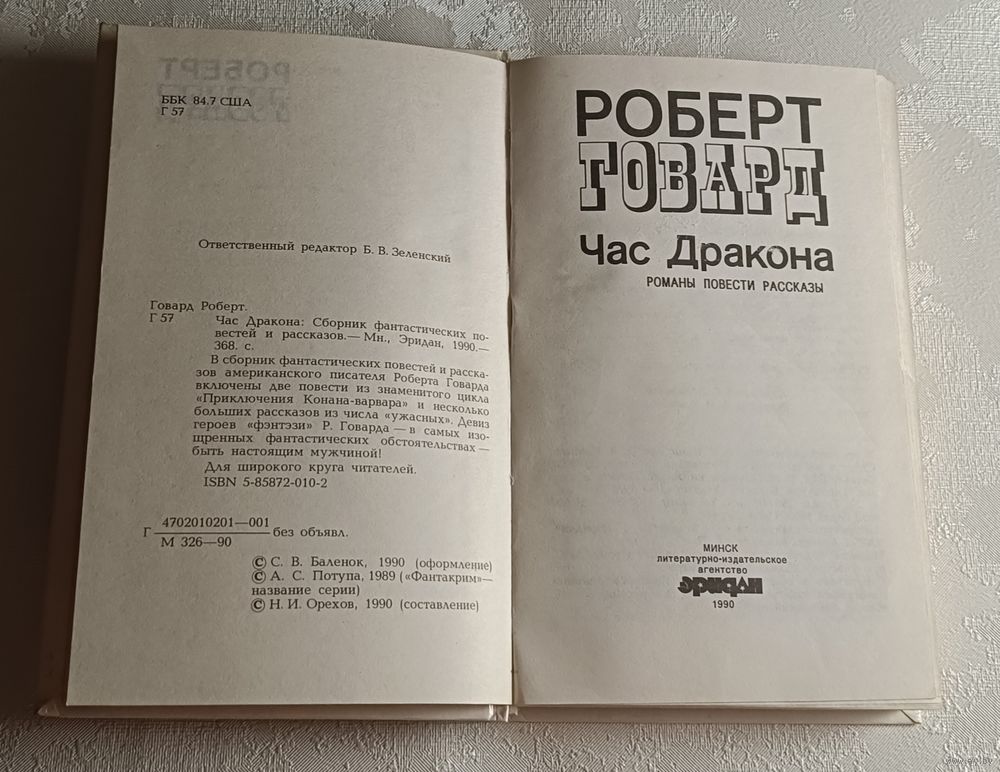 ББК 84.7 США
Г 57
Ответственный редактор Б. В. Зеленский
Говард Роберт.
Г 57
Час Дракона: Сборник фантастических по-
вестей и рассказов.— Мн., Эридан, 1990.—
368. с.
В сборник фантастических повестей и расска-
зов американского писателя Роберта Говарда
включены две повести из знаменитого цикла
«Приключения Конана-варвара» и несколько
больших рассказов из числа «ужасных». Девиз
героев «фэнтэзи» Р. Говарда — в самых изо-
щренных фантастических обстоятельствах —
быть настоящим мужчиной!
Для широкого круга читателей.
ISBN 5-85872-010-2
Г 4702010201—001 без объявл.
М 326—90
© С. В. Баленок, 1990 (оформление)
© А. С. Потупа, 1989 («Фантакрим»—
название серии)
© Н. И. Орехов, 1990 (составление)
РОБЕРТ
ГОВАРД
Час Дракона
РОМАНЫ ПОВЕСТИ РАССКАЗЫ
МИНСК
литературно-издательское
агентство
эридан
1990